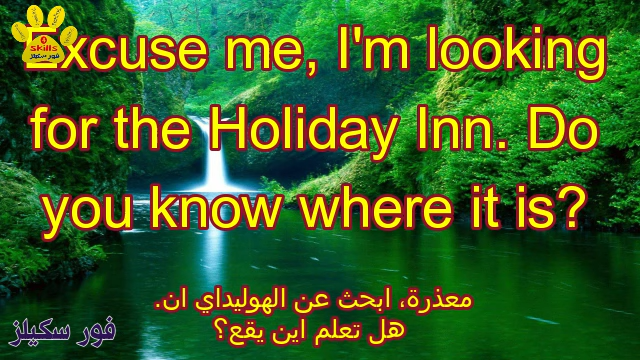 4
skills
فور سكيلز
Excuse me, I'm looking
for the Holiday Inn. Do
you know where it is?
معذرة، ابحث عن الهوليداي ان.
هل تعلم اين يقع؟
فور سكيلز